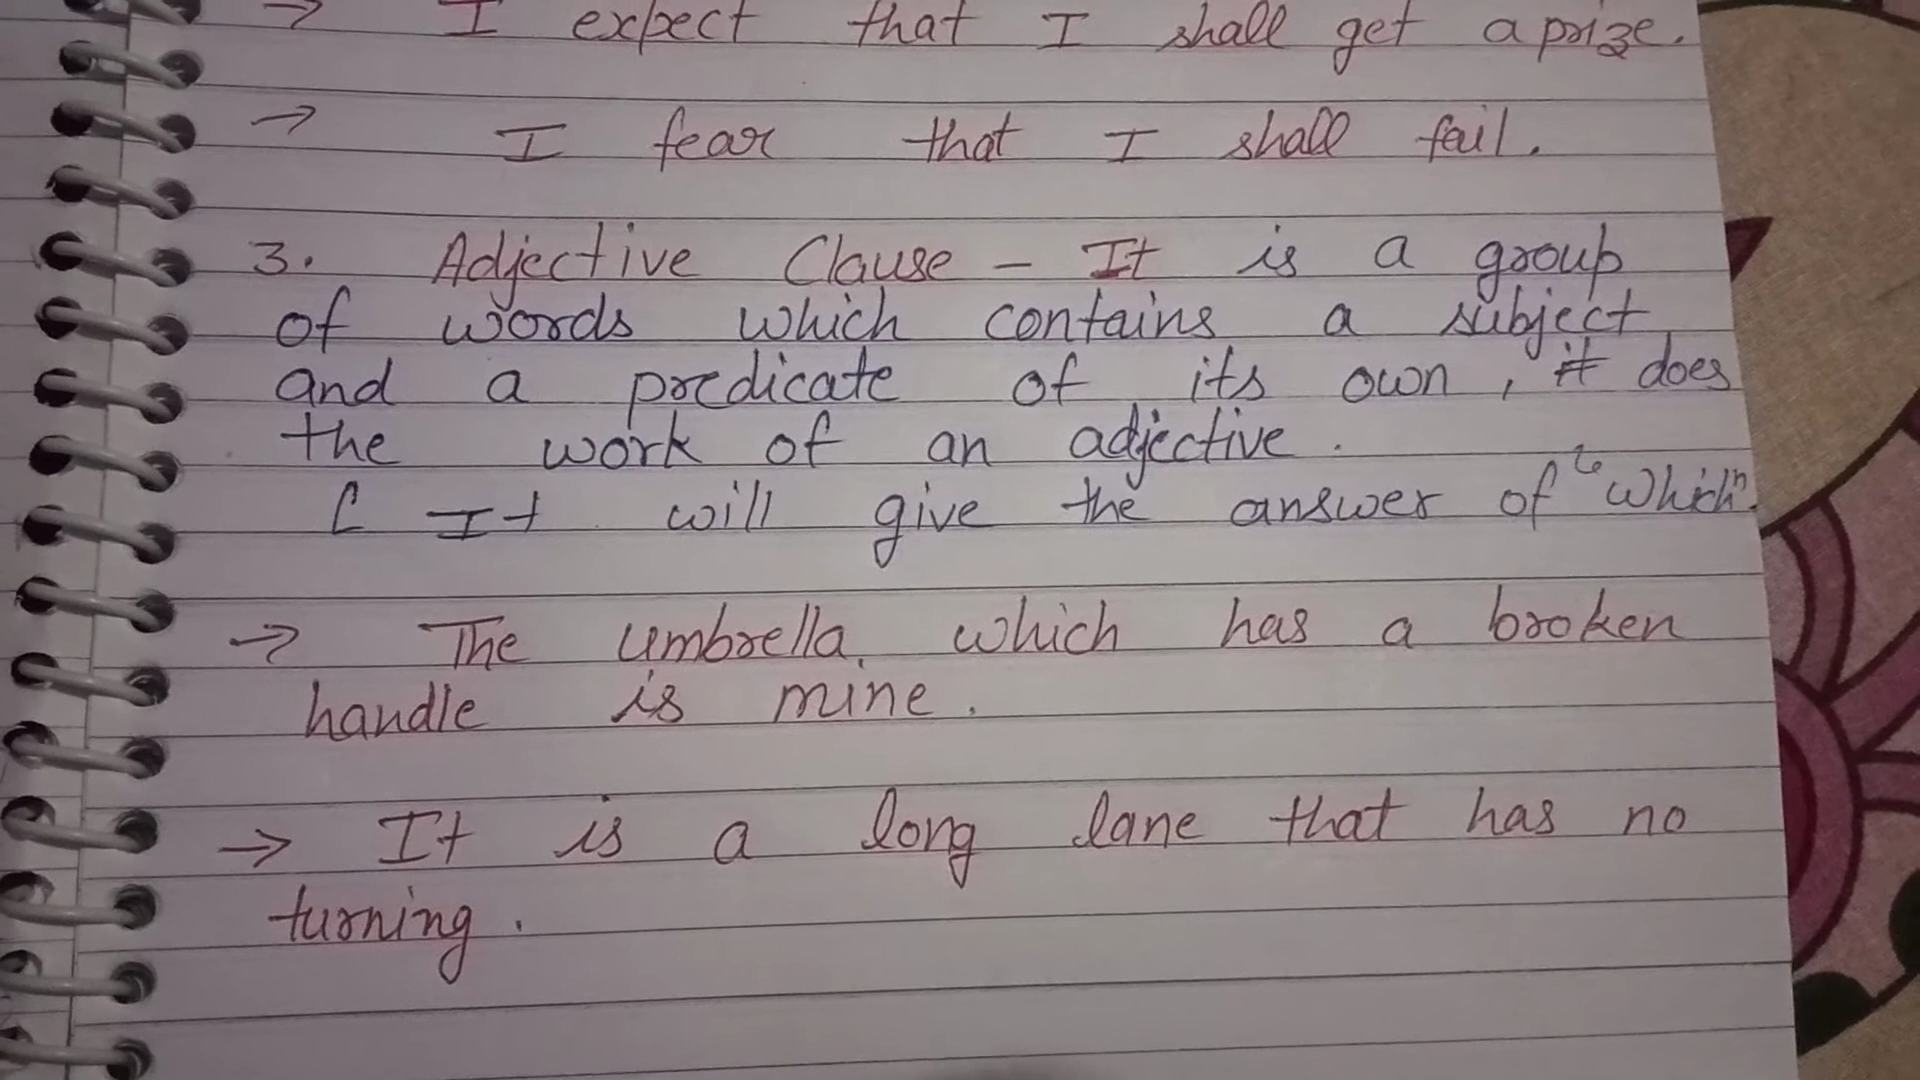 → I expect that I shall get a prize.
→ I fear that I shall fail.
3. Adjective Clause - It is a group
of words which contains a subject
and a predicate of its own, it does
the work of an adjective.
[ It will give the answer of "which".
→ The umbrella, which has a broken
handle is mine.
→ It is a long lane that has no
turning.